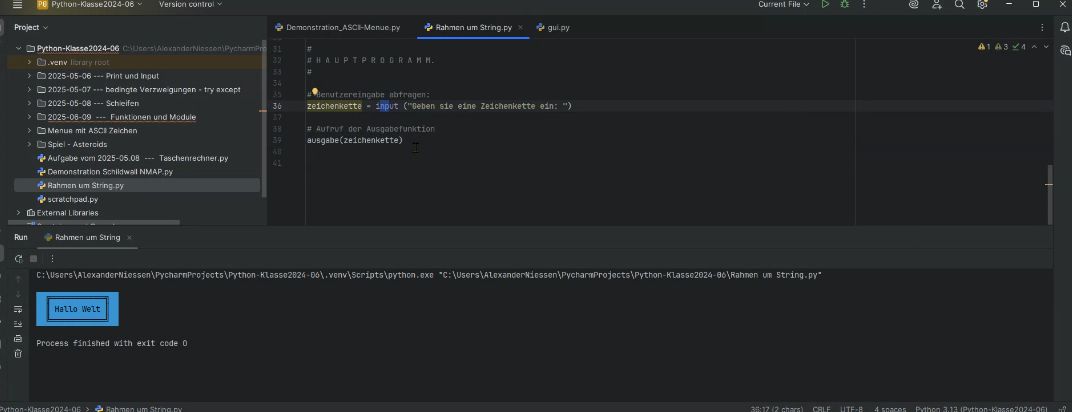 PG Python-Klasse2024-06 Version control Current File
Project
Demonstration_ASCII-Menue.py Rahmen um String.py gui.py
Python-Klasse2024-06 C:\Users\AlexanderNiessen\PycharmPro
.venv library root
2025-05-06 --- Print und Input
2025-05-07 --- bedingte Verzweigungen - try except
2025-05-08 --- Schleifen
2025-06-09 --- Funktionen und Module
Menue mit ASCII Zeichen
Spiel - Asteroids
Aufgabe vom 2025-05.08 --- Taschenrechner.py
Demonstration Schildwall NMAP.py
Rahmen um String.py
scratchpad.py
External Libraries
1 3 4
31 #
32 # H A U P T P R O G R A M M.
33 #
34
35 # Benutzereingabe abfragen:
36 zeichenkette = input ("Geben sie eine Zeichenkette ein: ")
37
38 # Aufruf der Ausgabefunktion
39 ausgabe(zeichenkette)
40
41
Run Rahmen um String
C:\Users\AlexanderNiessen\PycharmProjects\Python-Klasse2024-06\.venv\Scripts\python.exe "C:\Users\AlexanderNiessen\PycharmProjects\Python-Klasse2024-06\Rahmen um String.py"
Hallo Welt
Process finished with exit code 0
Python-Klasse2024-06 > Rahmen um String.py 36:17 (2 chars) CRLF UTF-8 4 spaces Python 3.13 (Python-Klasse2024-06)